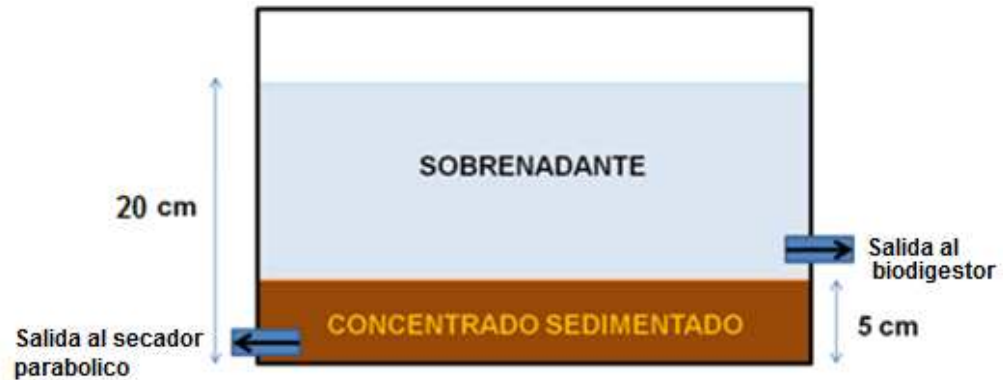 SOBRENADANTE
20 cm
Salida al
biodigestor
CONCENTRADO SEDIMENTADO
5 cm
Salida al secador
parabolico